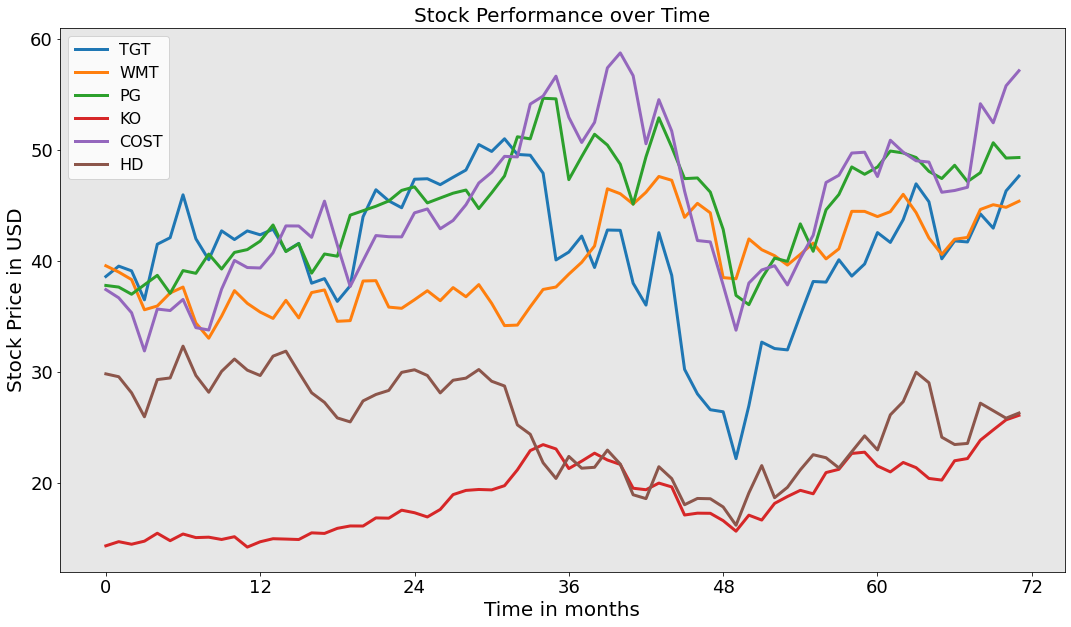 Stock Performance over Time
TGT
WMT
PG
KO
COST
HD
60
50
40
30
20
Stock Price in USD
0 12 24 36 48 60 72
Time in months